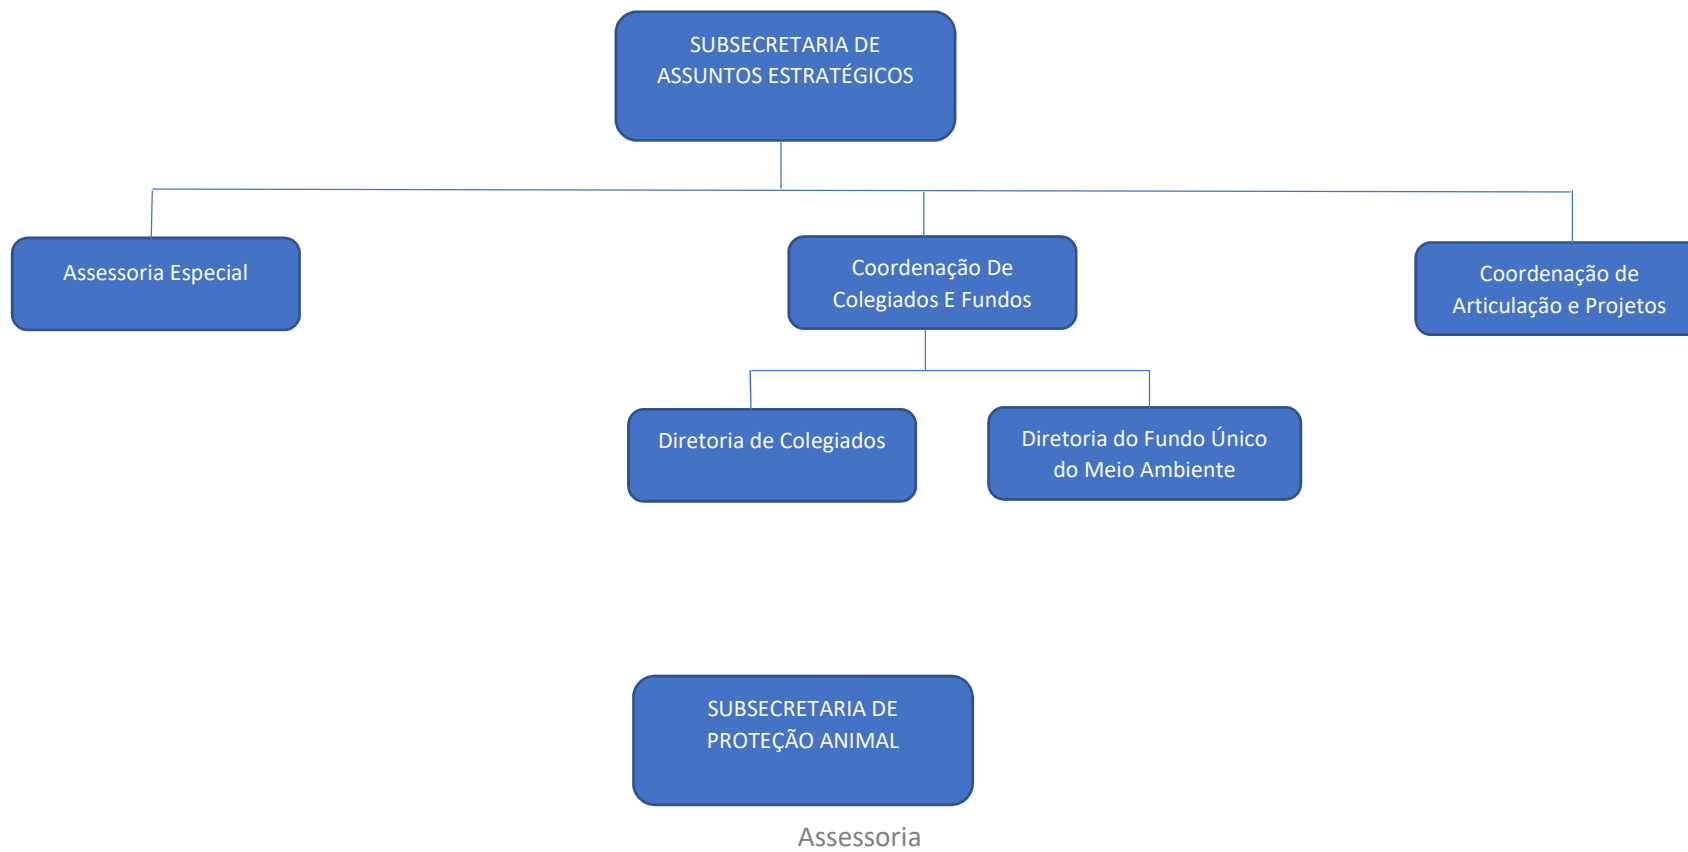 SUBSECRETARIA DE
ASSUNTOS ESTRATÉGICOS
Assessoria Especial
Coordenação De
Colegiados E Fundos
Coordenação de
Articulação e Projetos
Diretoria de Colegiados
Diretoria do Fundo Único
do Meio Ambiente
SUBSECRETARIA DE
PROTEÇÃO ANIMAL
Assessoria